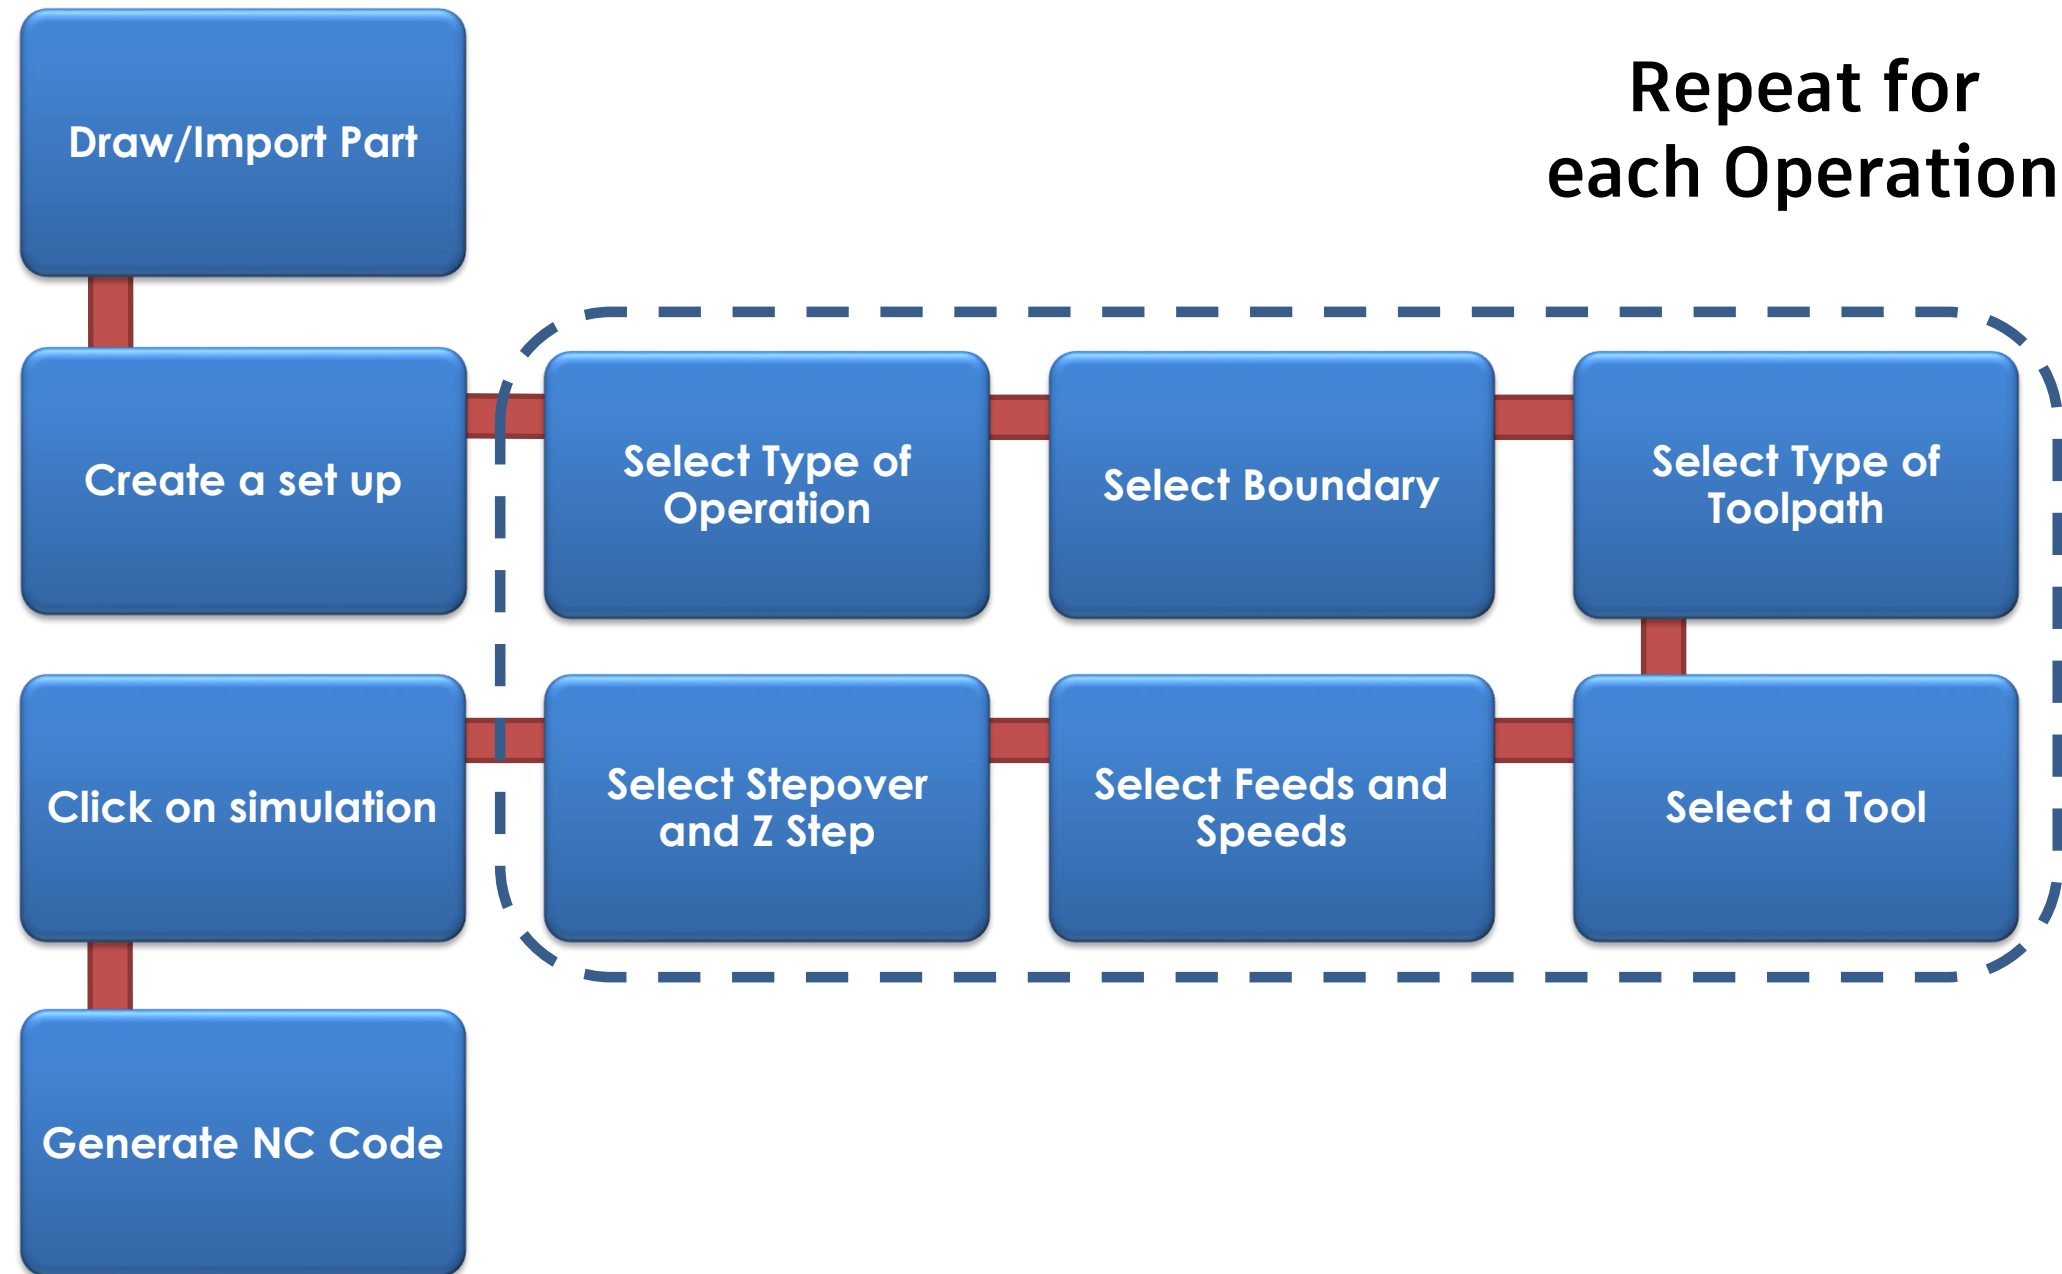 Draw/Import Part
Repeat for
each Operation
Create a set up
Select Type of
Operation
Select Boundary
Select Type of
Toolpath
Click on simulation
Select Stepover
and Z Step
Select Feeds and
Speeds
Select a Tool
Generate NC Code